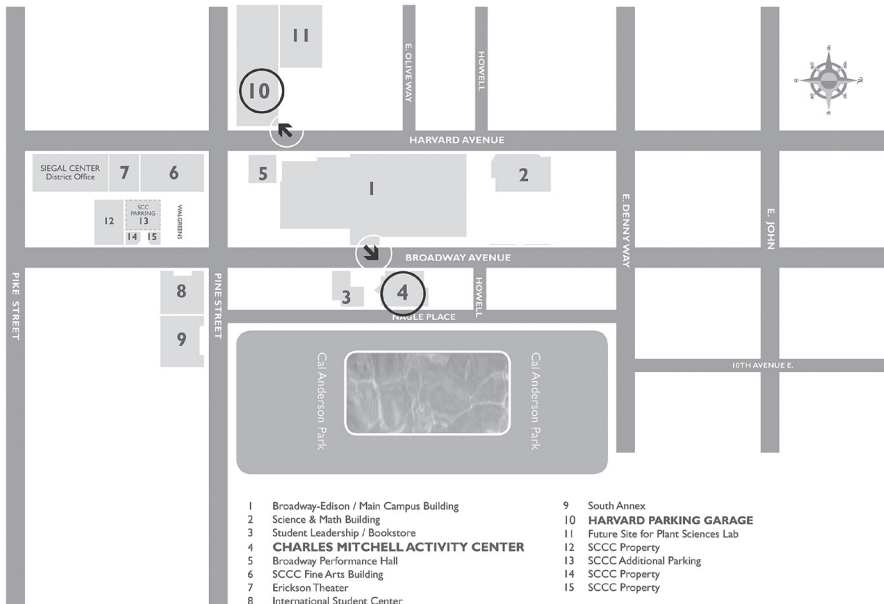 11
10
E. OLIVE WAY
HOWELL
HARVARD AVENUE
SIEGAL CENTER
District Office
7
6
5
1
2
SCC
PARKING
13
12
14
15
WALGREENS
E. DENNY WAY
E. JOHN
BROADWAY AVENUE
PIKE STREET
PINE STREET
8
3
4
HOWELL
NAGLE PLACE
9
Cal Anderson Park
Cal Anderson Park
10TH AVENUE E.
1 Broadway-Edison / Main Campus Building
2 Science & Math Building
3 Student Leadership / Bookstore
4 CHARLES MITCHELL ACTIVITY CENTER
5 Broadway Performance Hall
6 SCCC Fine Arts Building
7 Erickson Theater
8 International Student Center
9 South Annex
10 HARVARD PARKING GARAGE
11 Future Site for Plant Sciences Lab
12 SCCC Property
13 SCCC Additional Parking
14 SCCC Property
15 SCCC Property